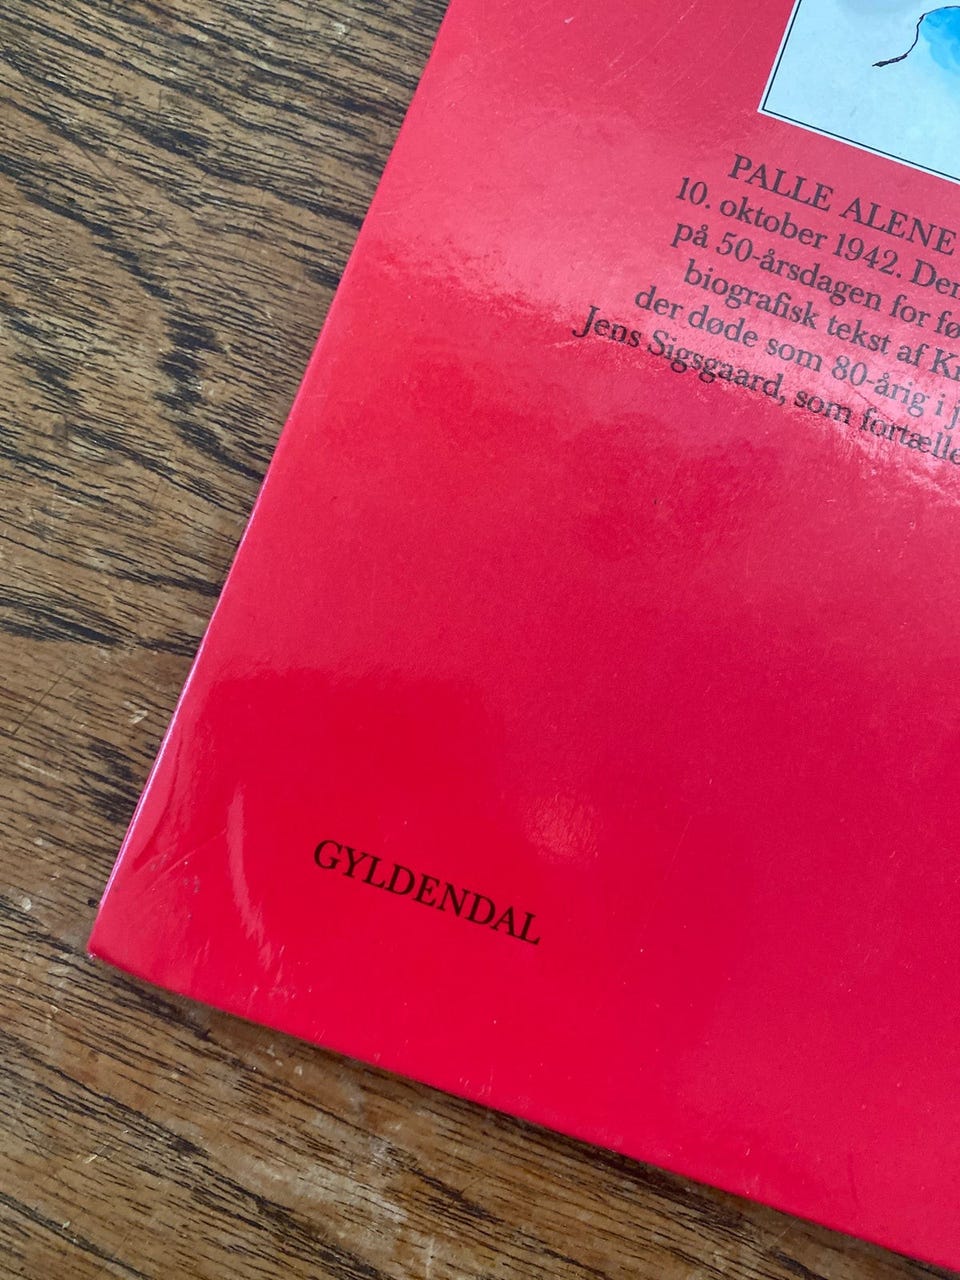 PALLE ALENE
10. oktober 1942. Den
på 50-årsdagen for
biografisk tekst af
der døde som 80-årig i
Jens Sigsgaard, som fortælle
GYLDENDAL